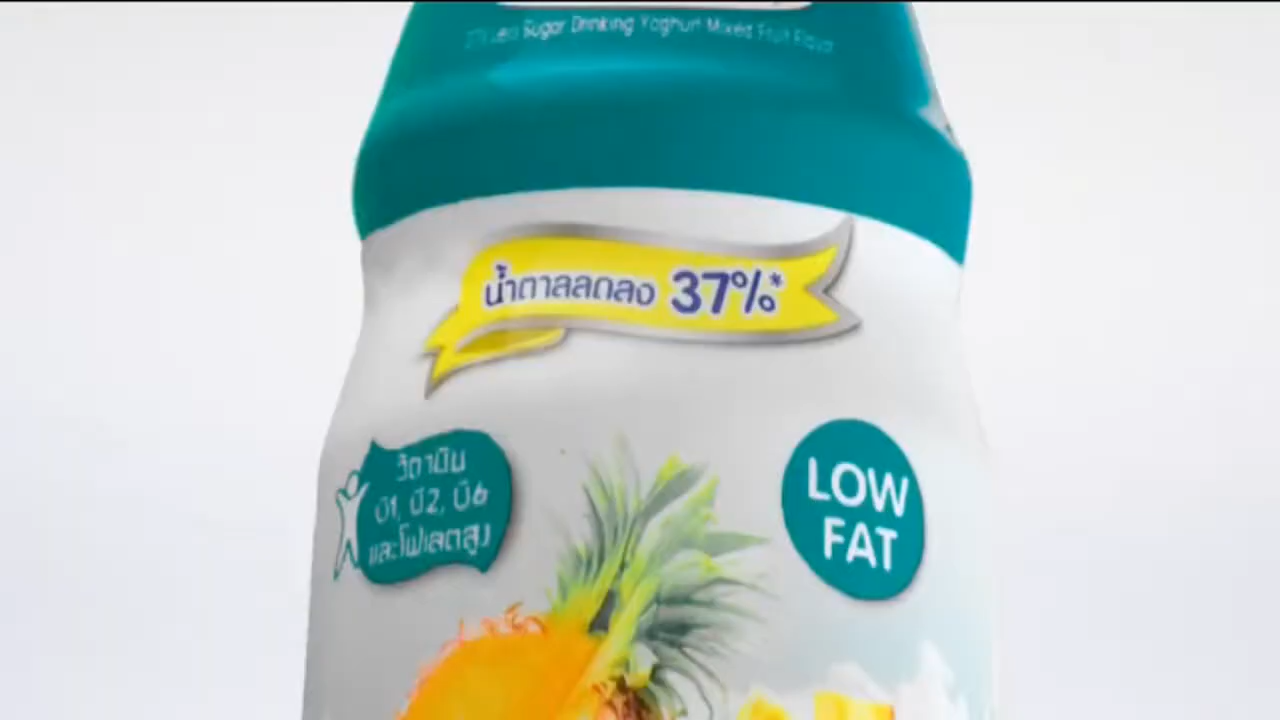 Less Sugar Drinking Yoghurt Mixed Fruit Flavor
น้ำตาลลดลง 37%*
วิตามิน
บี1, บี2, บี6
และโฟเลตสูง
LOW
FAT